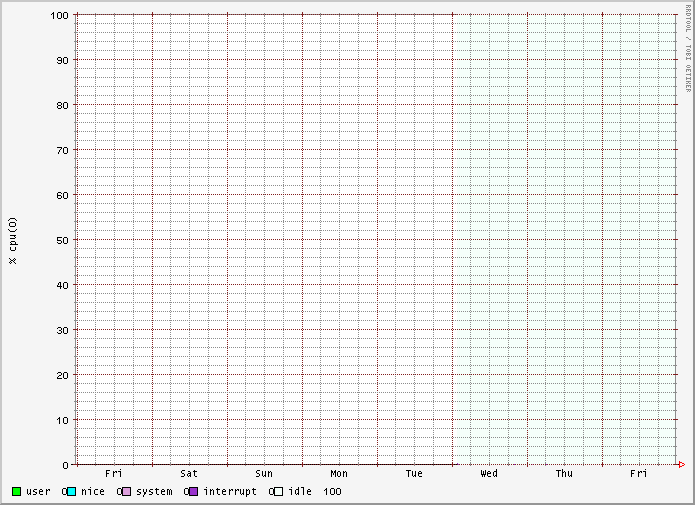 RRDTOOL / TOBI OETIKER
100
90
80
70
60
50
40
30
20
10
0
% cpu(0)
Fri Sat Sun Mon Tue Wed Thu Fri
user 0 nice 0 system 0 interrupt 0 idle 100